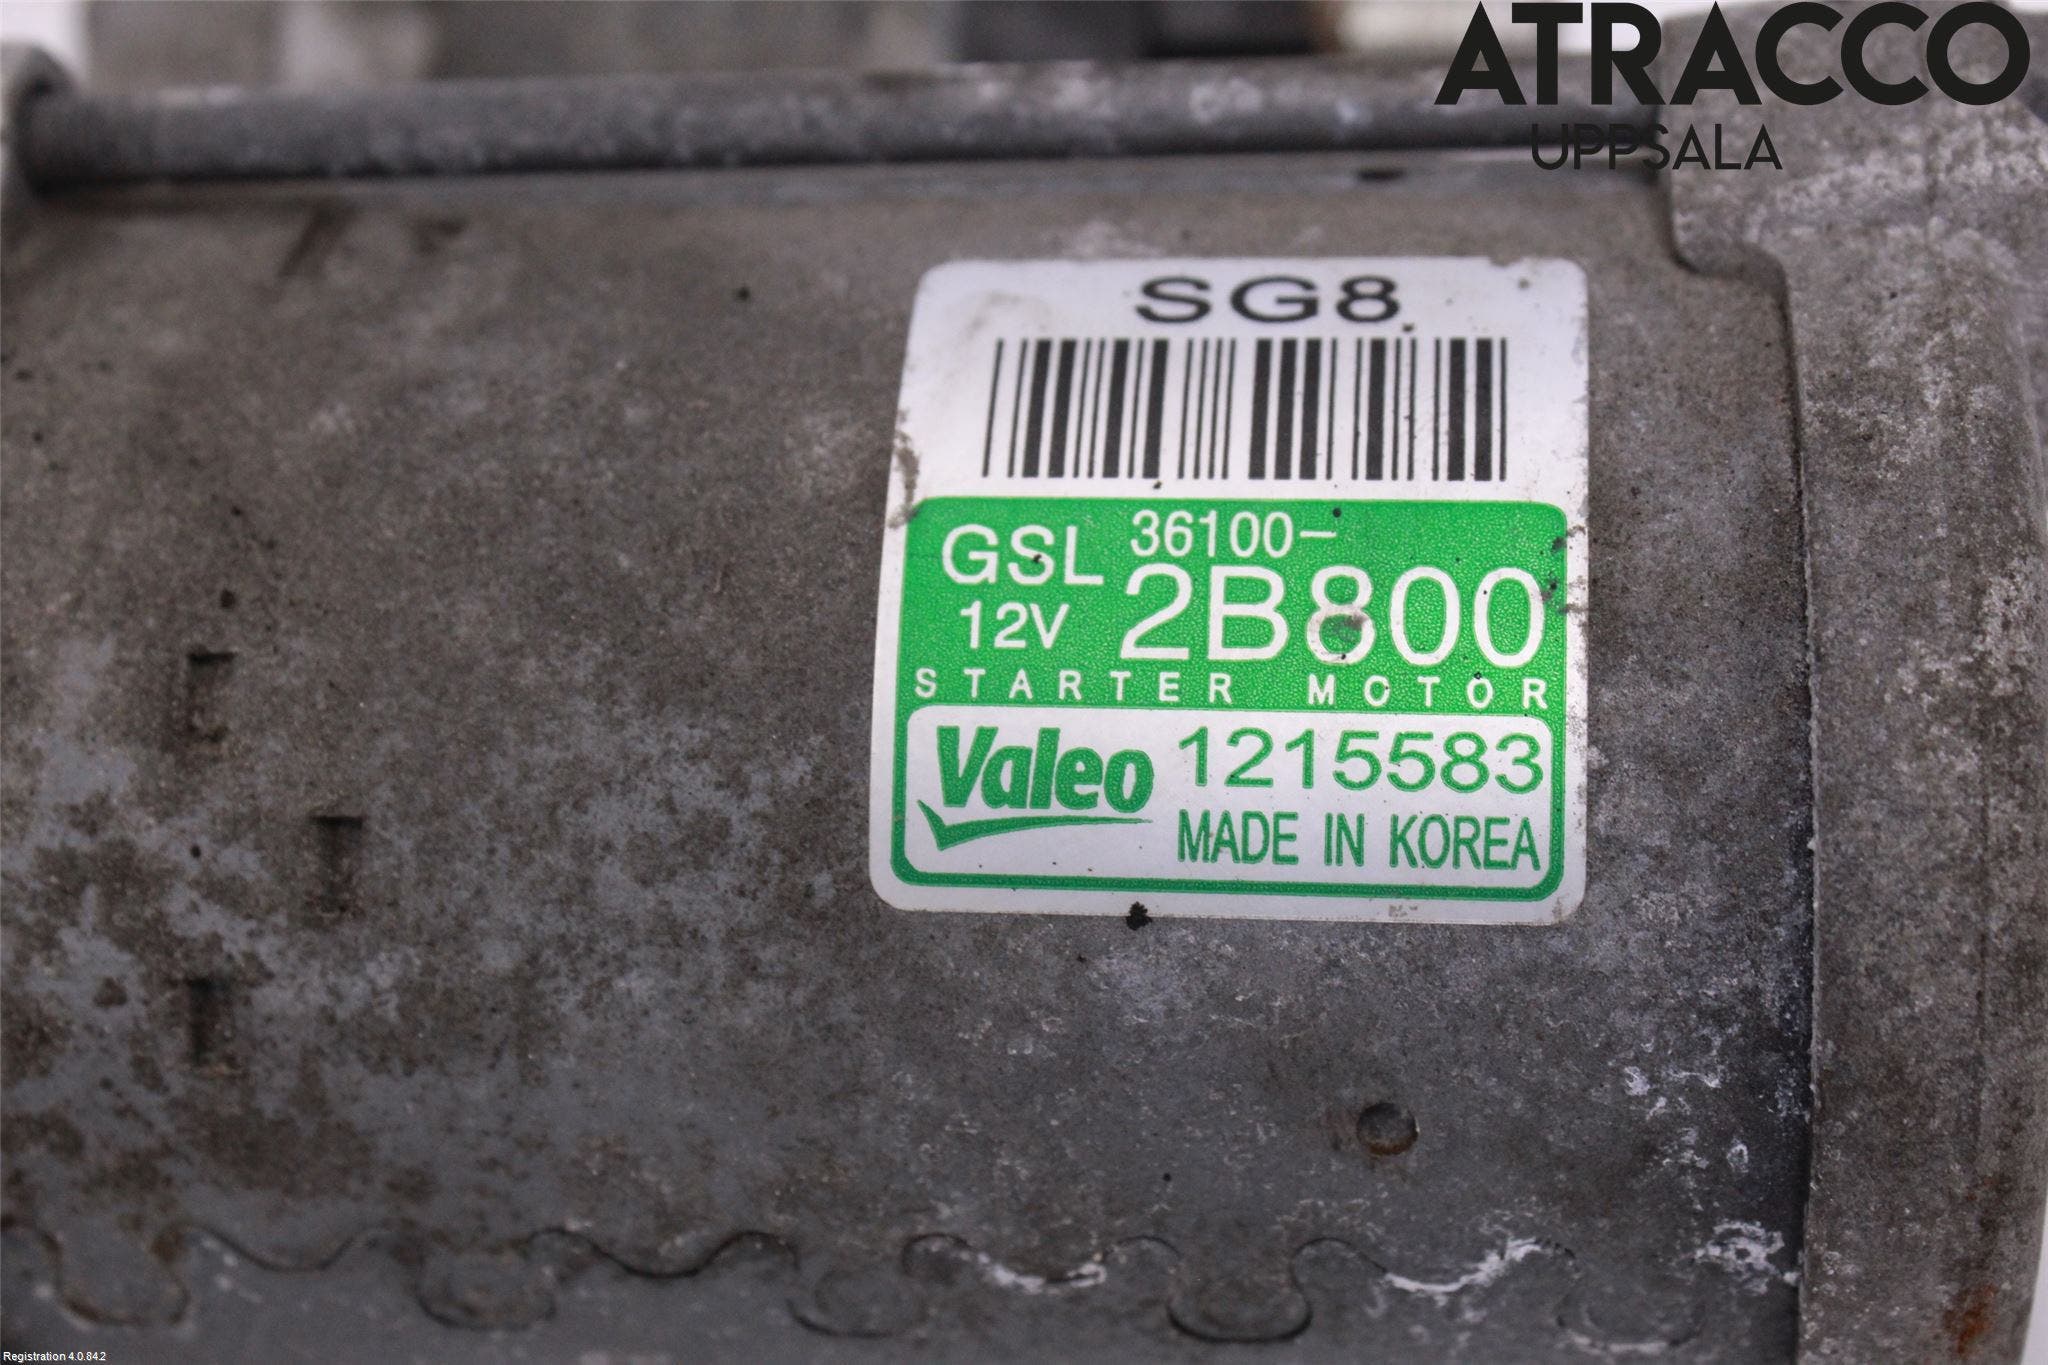 ATRACCO
UPPSALA
SG8
GSL 36100-
12V 2B800
STARTER MOTOR
Valeo 1215583
MADE IN KOREA
Registration 4.0.84.2